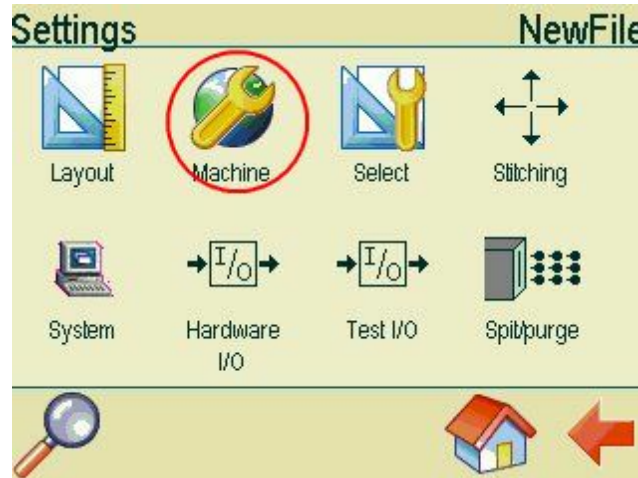 Settings NewFile
Layout Machine Select Stitching
System Hardware I/O Test I/O Spit/purge
I/O I/O